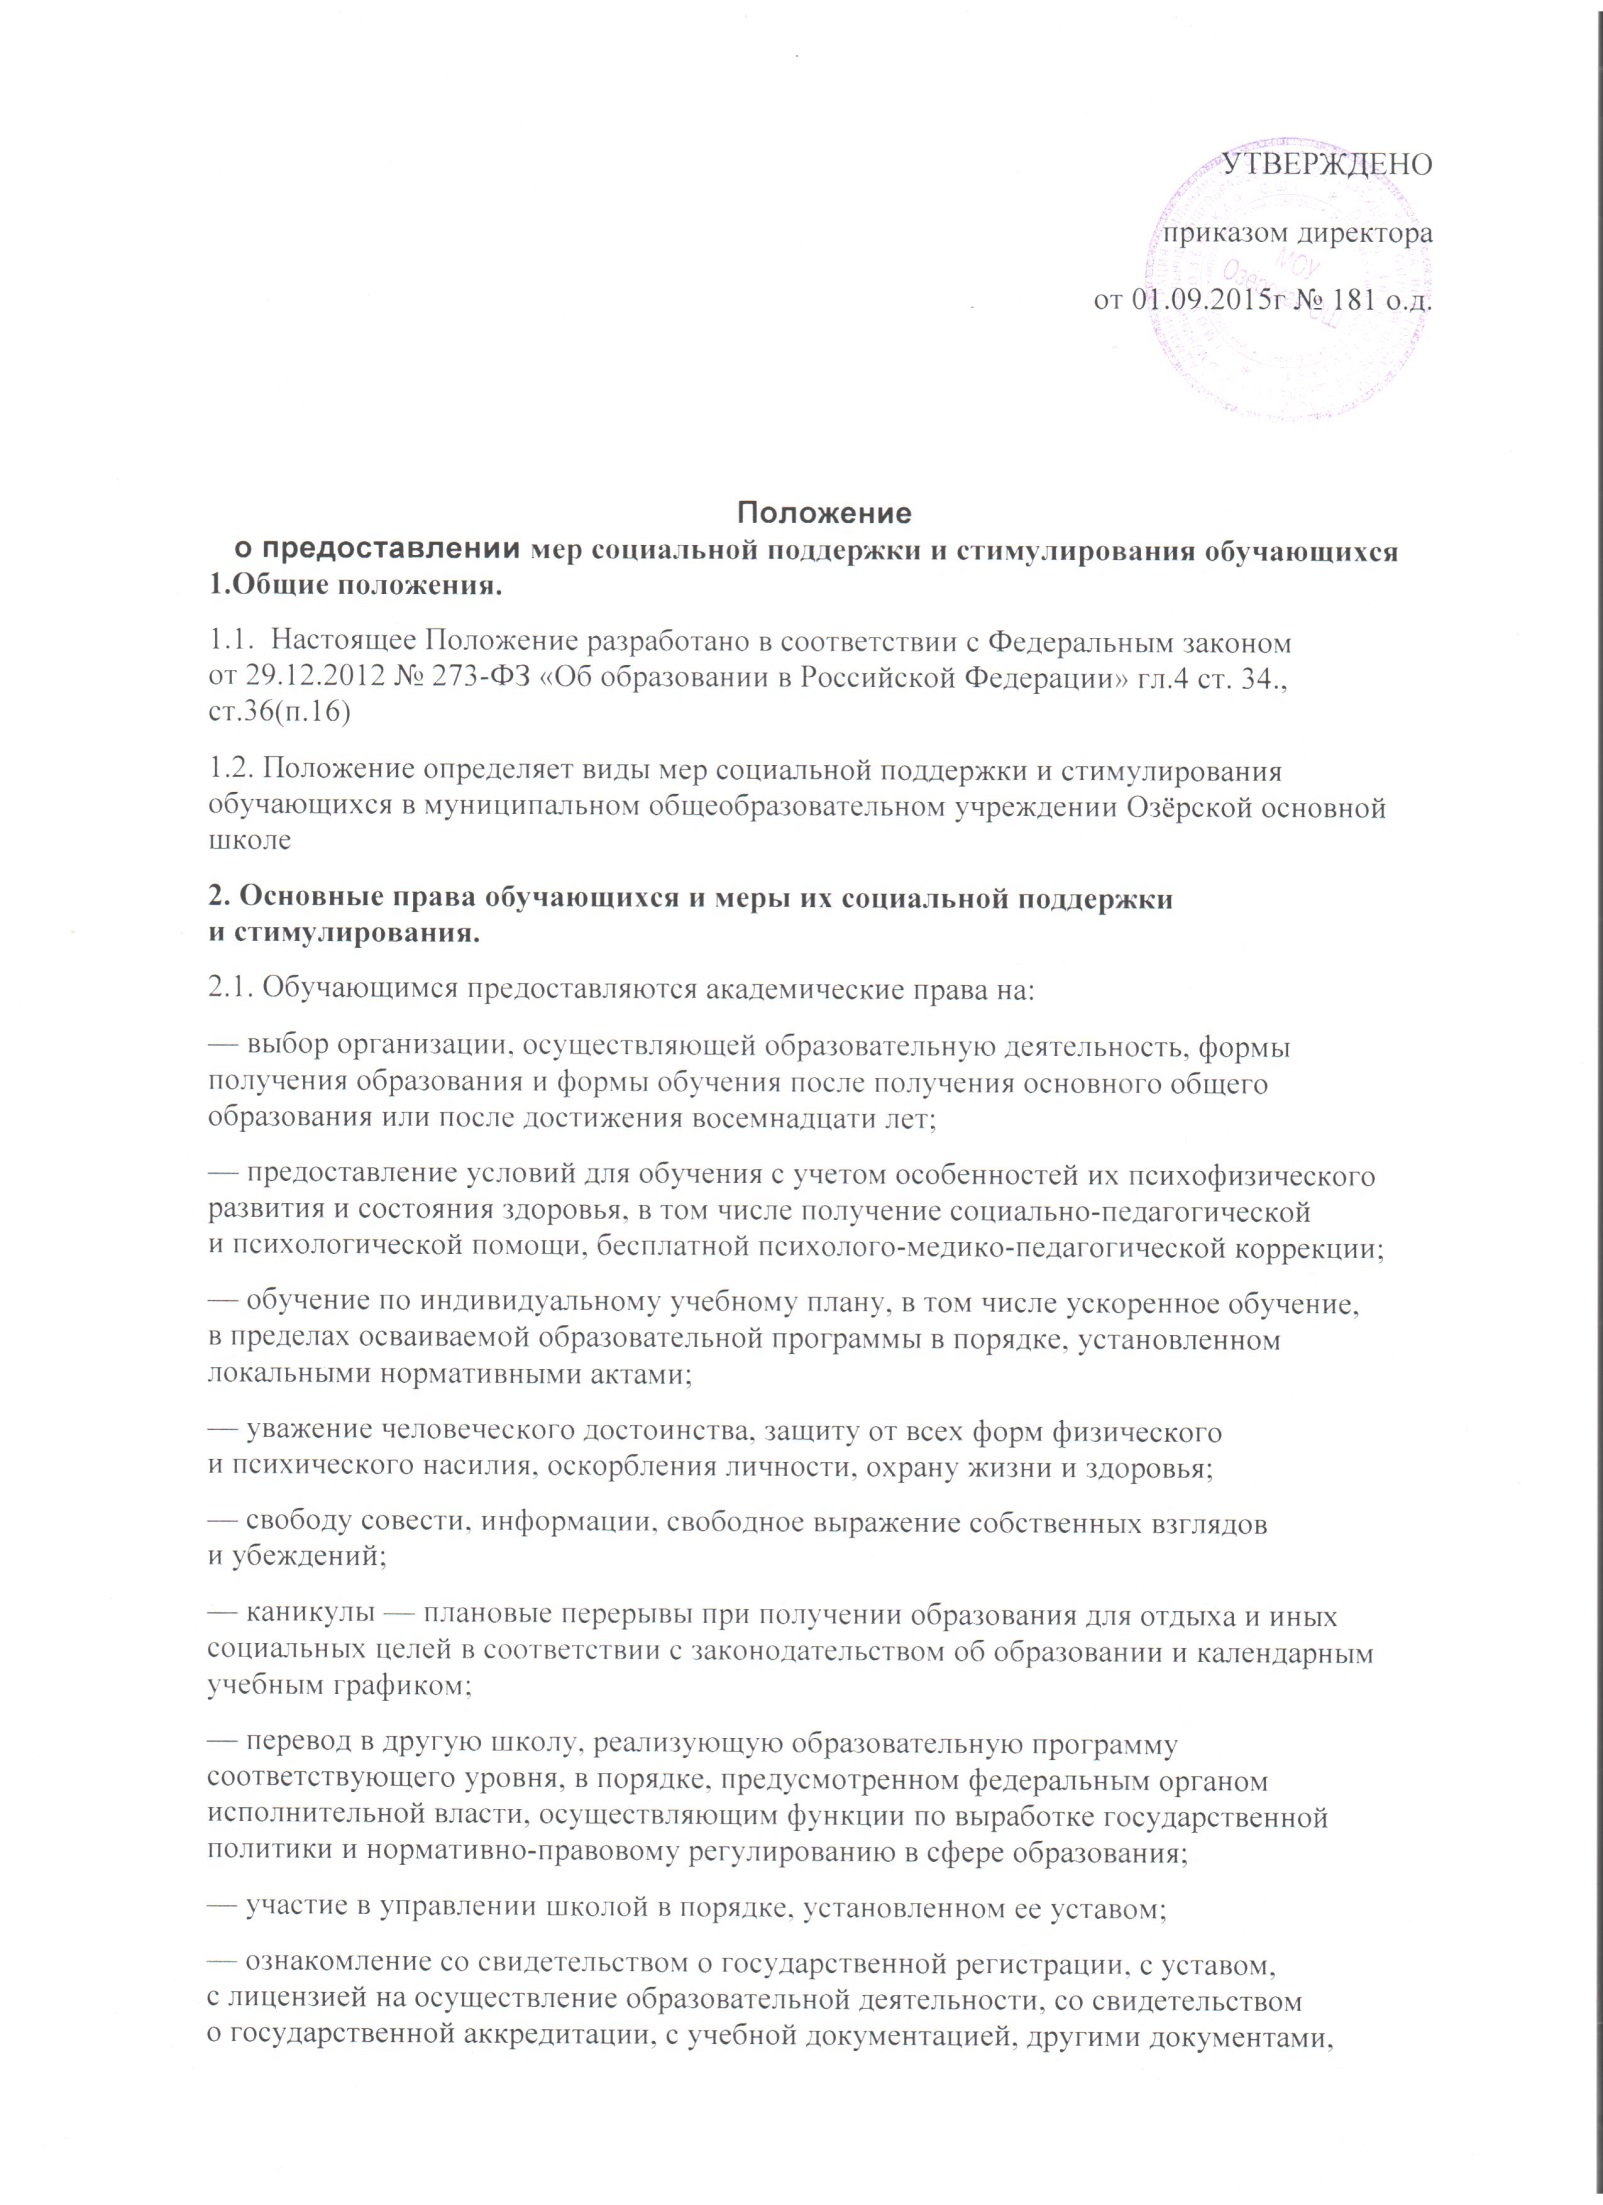 УТВЕРЖДЕНО
приказом директора
от 01.09.2015г № 181 о.д.
МОУ
Положение
о предоставлении мер социальной поддержки и стимулирования обучающихся
1.Общие положения.
1.1. Настоящее Положение разработано в соответствии с Федеральным законом
от 29.12.2012 № 273-ФЗ «Об образовании в Российской Федерации» гл.4 ст. 34.,
ст.36(п.16)
1.2. Положение определяет виды мер социальной поддержки и стимулирования
обучающихся в муниципальном общеобразовательном учреждении Озёрской основной
школе
2. Основные права обучающихся и меры их социальной поддержки
и стимулирования.
2.1. Обучающимся предоставляются академические права на:
— выбор организации, осуществляющей образовательную деятельность, формы
получения образования и формы обучения после получения основного общего
образования или после достижения восемнадцати лет;
— предоставление условий для обучения с учетом особенностей их психофизического
развития и состояния здоровья, в том числе получение социально-педагогической
и психологической помощи, бесплатной психолого-медико-педагогической коррекции;
— обучение по индивидуальному учебному плану, в том числе ускоренное обучение,
в пределах осваиваемой образовательной программы в порядке, установленном
локальными нормативными актами;
— уважение человеческого достоинства, защиту от всех форм физического
и психического насилия, оскорбления личности, охрану жизни и здоровья;
— свободу совести, информации, свободное выражение собственных взглядов
и убеждений;
— каникулы — плановые перерывы при получении образования для отдыха и иных
социальных целей в соответствии с законодательством об образовании и календарным
учебным графиком;
— перевод в другую школу, реализующую образовательную программу
соответствующего уровня, в порядке, предусмотренном федеральным органом
исполнительной власти, осуществляющим функции по выработке государственной
политики и нормативно-правовому регулированию в сфере образования;
— участие в управлении школой в порядке, установленном ее уставом;
— ознакомление со свидетельством о государственной регистрации, с уставом,
с лицензией на осуществление образовательной деятельности, со свидетельством
о государственной аккредитации, с учебной документацией, другими документами,